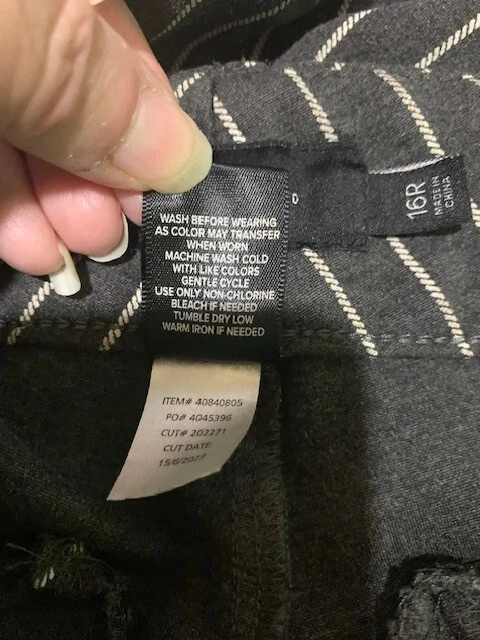 WASH BEFORE WEARING
AS COLOR MAY TRANSFER
WHEN WORN
MACHINE WASH COLD
WITH LIKE COLORS
GENTLE CYCLE
USE ONLY NON-CHLORINE
BLEACH IF NEEDED
TUMBLE DRY LOW
WARM IRON IF NEEDED
16R
MADE IN
CHINA
ITEM# 40840805
PO# 4045396
CUT# 202271
CUT DATE: